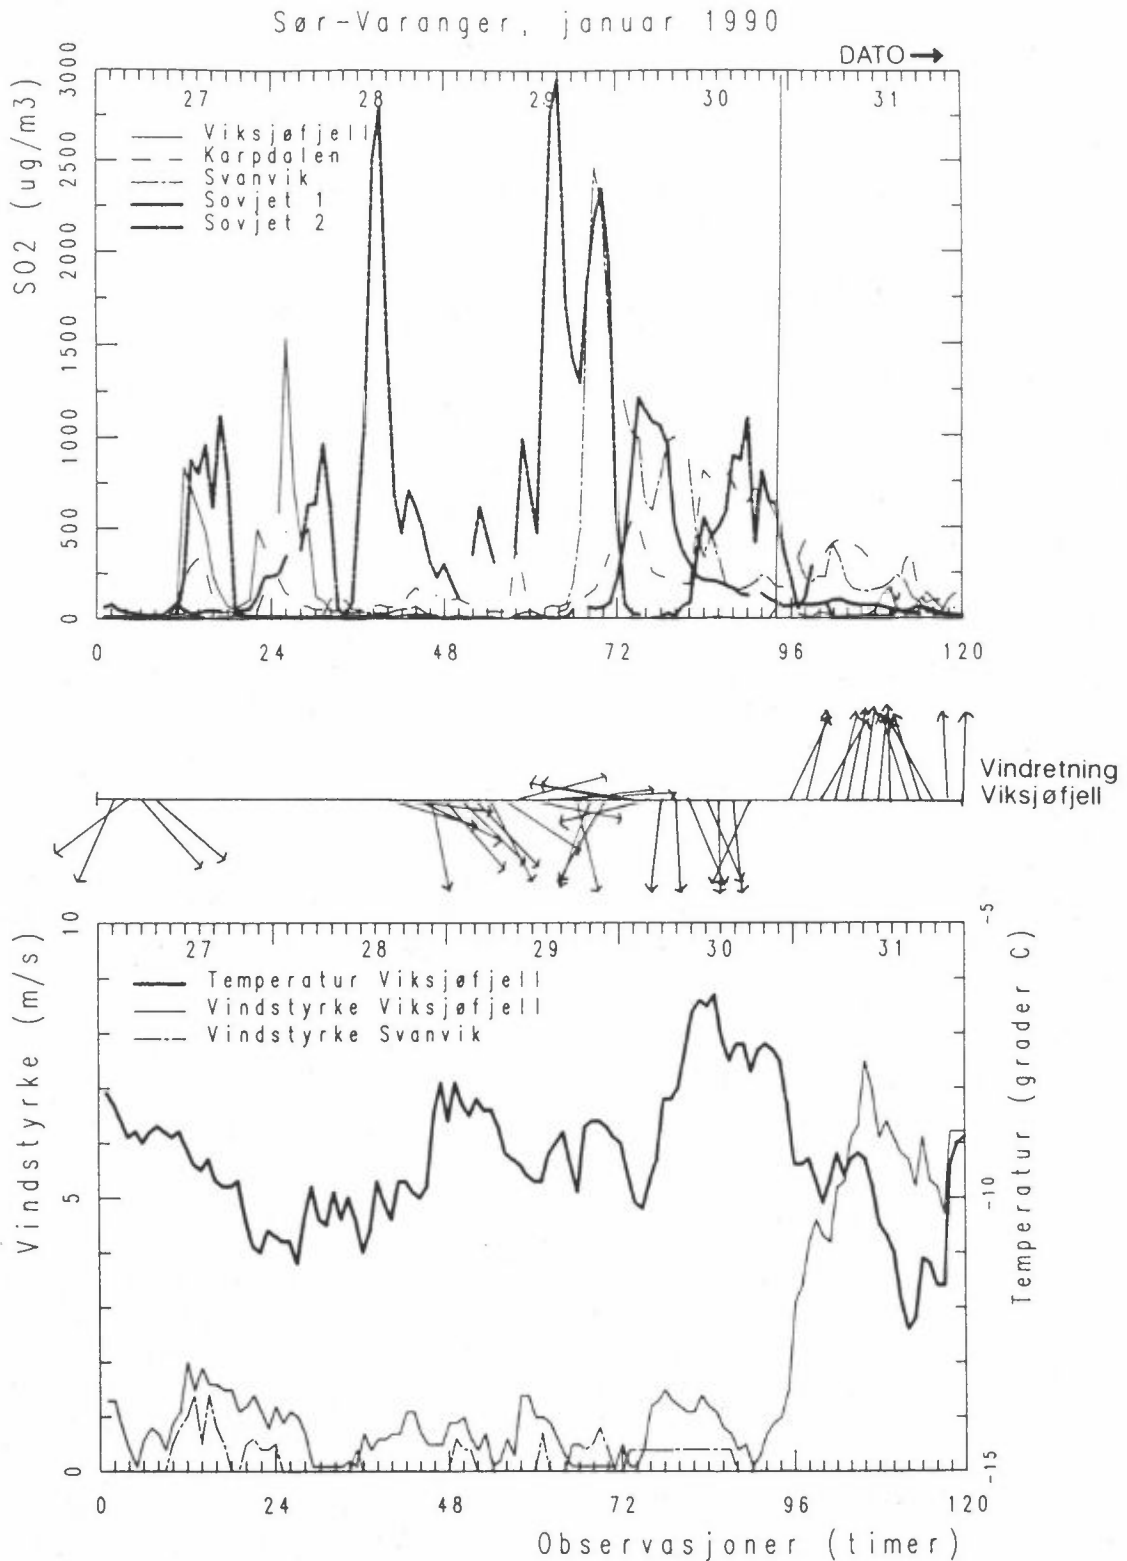 Sør-Varanger, januar 1990
DATO
SO2 (ug/m3)
3000
2500
2000
1500
1000
500
0
27 28 29 30 31
Viksjøfjell
Karpdalen
Svanvik
Sovjet 1
Sovjet 2
0 24 48 72 96 120
Vindretning
Viksjøfjell
Vindstyrke (m/s)
10
5
0
27 28 29 30 31
Temperatur Viksjøfjell
Vindstyrke Viksjøfjell
Vindstyrke Svanvik
-5
-10
-15
Temperatur (grader C)
0 24 48 72 96 120
Observasjoner (timer)